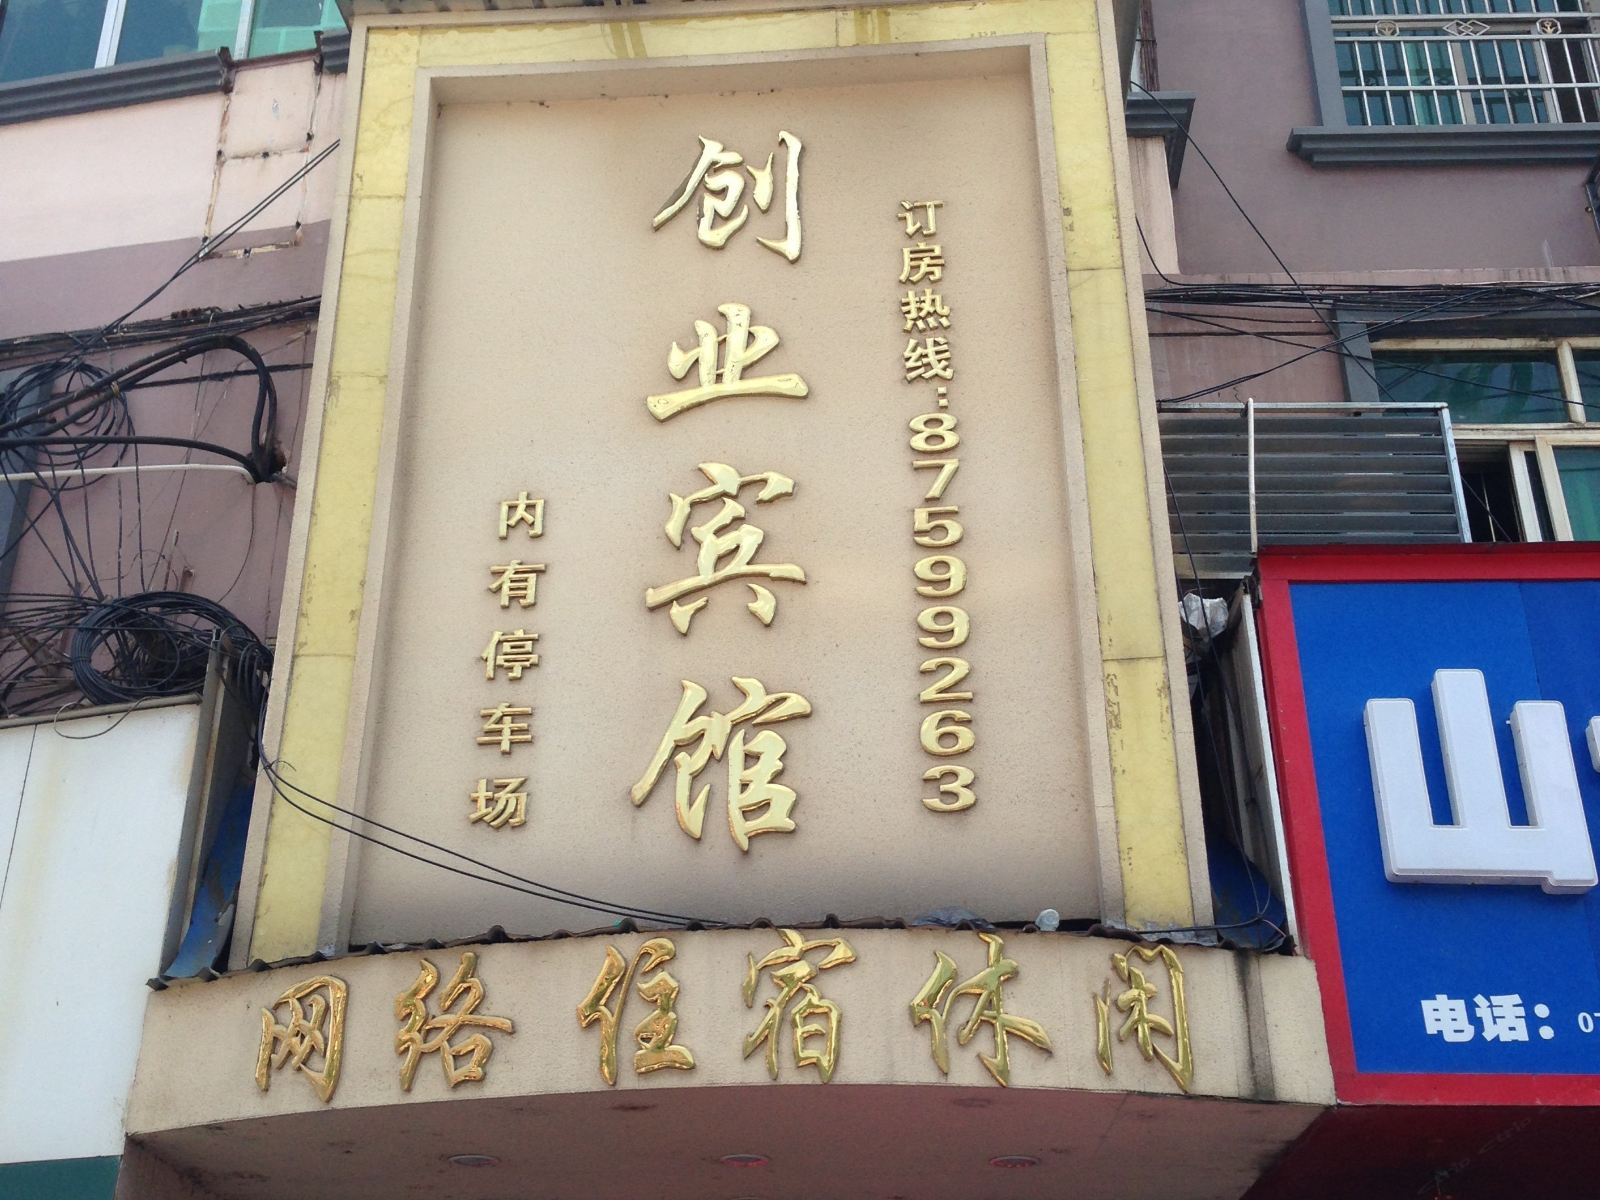 创业宾馆
订房热线:87599263
内有停车场
网络住宿休闲
山
电话：07